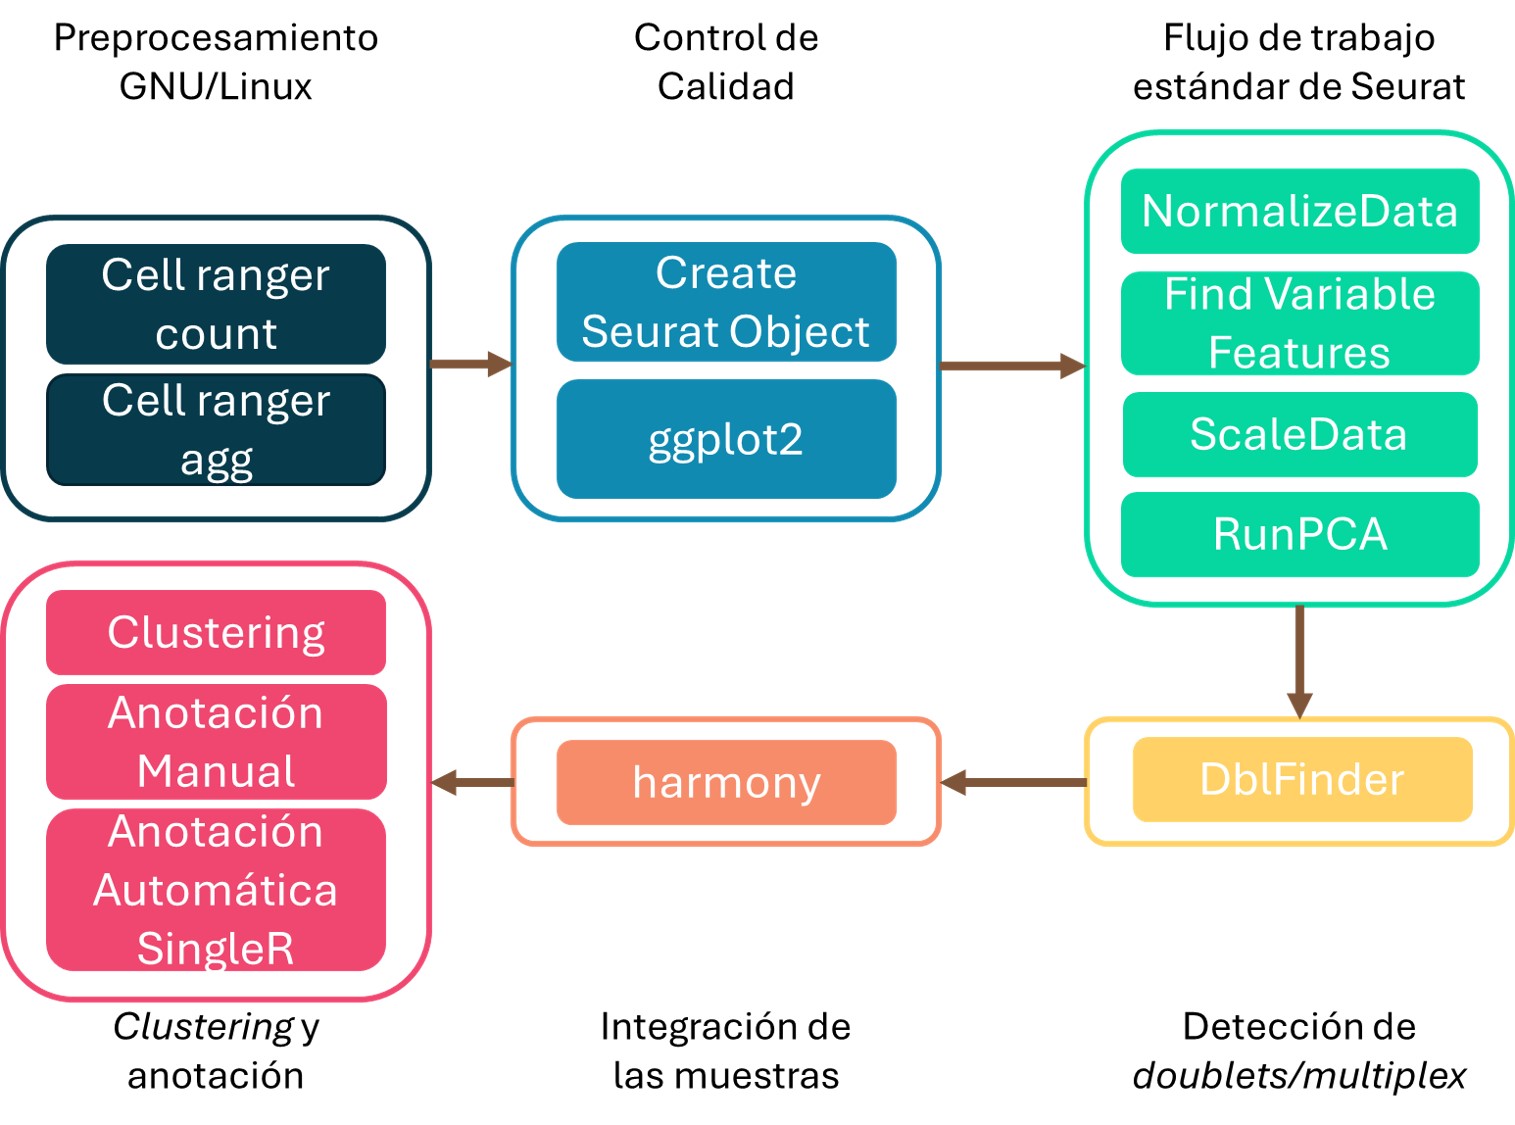 Preprocesamiento
GNU/Linux
Cell ranger
count
Cell ranger
agg
Control de
Calidad
Create
Seurat Object
ggplot2
Flujo de trabajo
estándar de Seurat
NormalizeData
Find Variable
Features
ScaleData
RunPCA
DblFinder
Detección de
doublets/multiplex
harmony
Integración de
las muestras
Clustering
Anotación
Manual
Anotación
Automática
SingleR
Clustering y
anotación